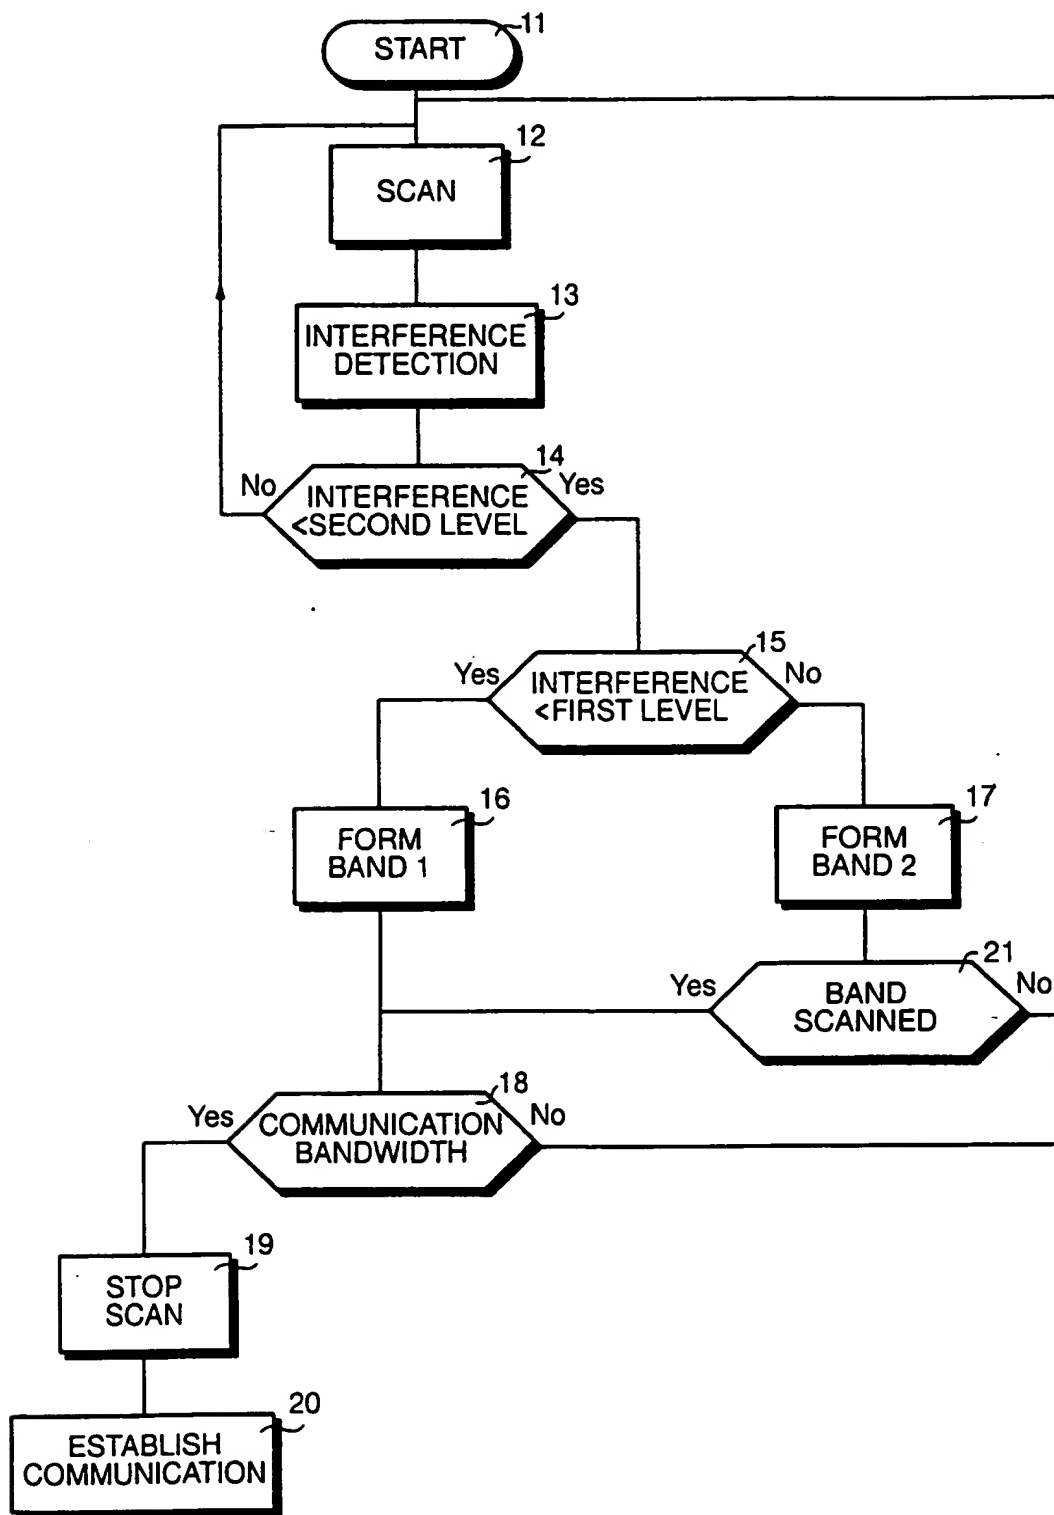 START
11
12
SCAN
13
INTERFERENCE
DETECTION
14
No
Yes
INTERFERENCE
<SECOND LEVEL
15
Yes
No
INTERFERENCE
<FIRST LEVEL
16
FORM
BAND 1
17
FORM
BAND 2
21
Yes
No
BAND
SCANNED
18
Yes
No
COMMUNICATION
BANDWIDTH
19
STOP
SCAN
20
ESTABLISH
COMMUNICATION